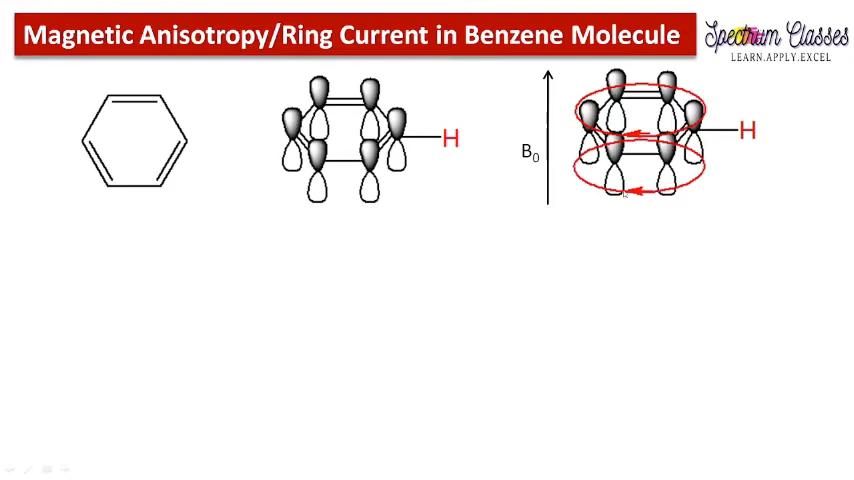 Magnetic Anisotropy/Ring Current in Benzene Molecule
Spectrum Classes
LEARN.APPLY.EXCEL
H
B0
H